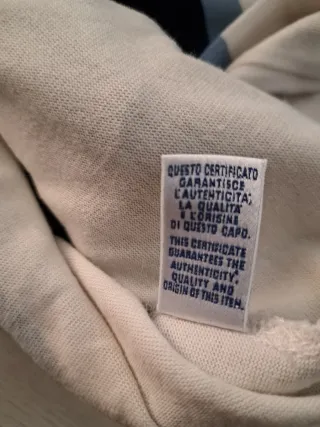 QUESTO CERTIFICATO
GARANTISCE
L'AUTENTICITA',
LA QUALITA'
E L'ORIGINE
DI QUESTO CAPO.
THIS CERTIFICATE
GUARANTEES THE
AUTHENTICITY,
QUALITY AND
ORIGIN OF THIS ITEM.